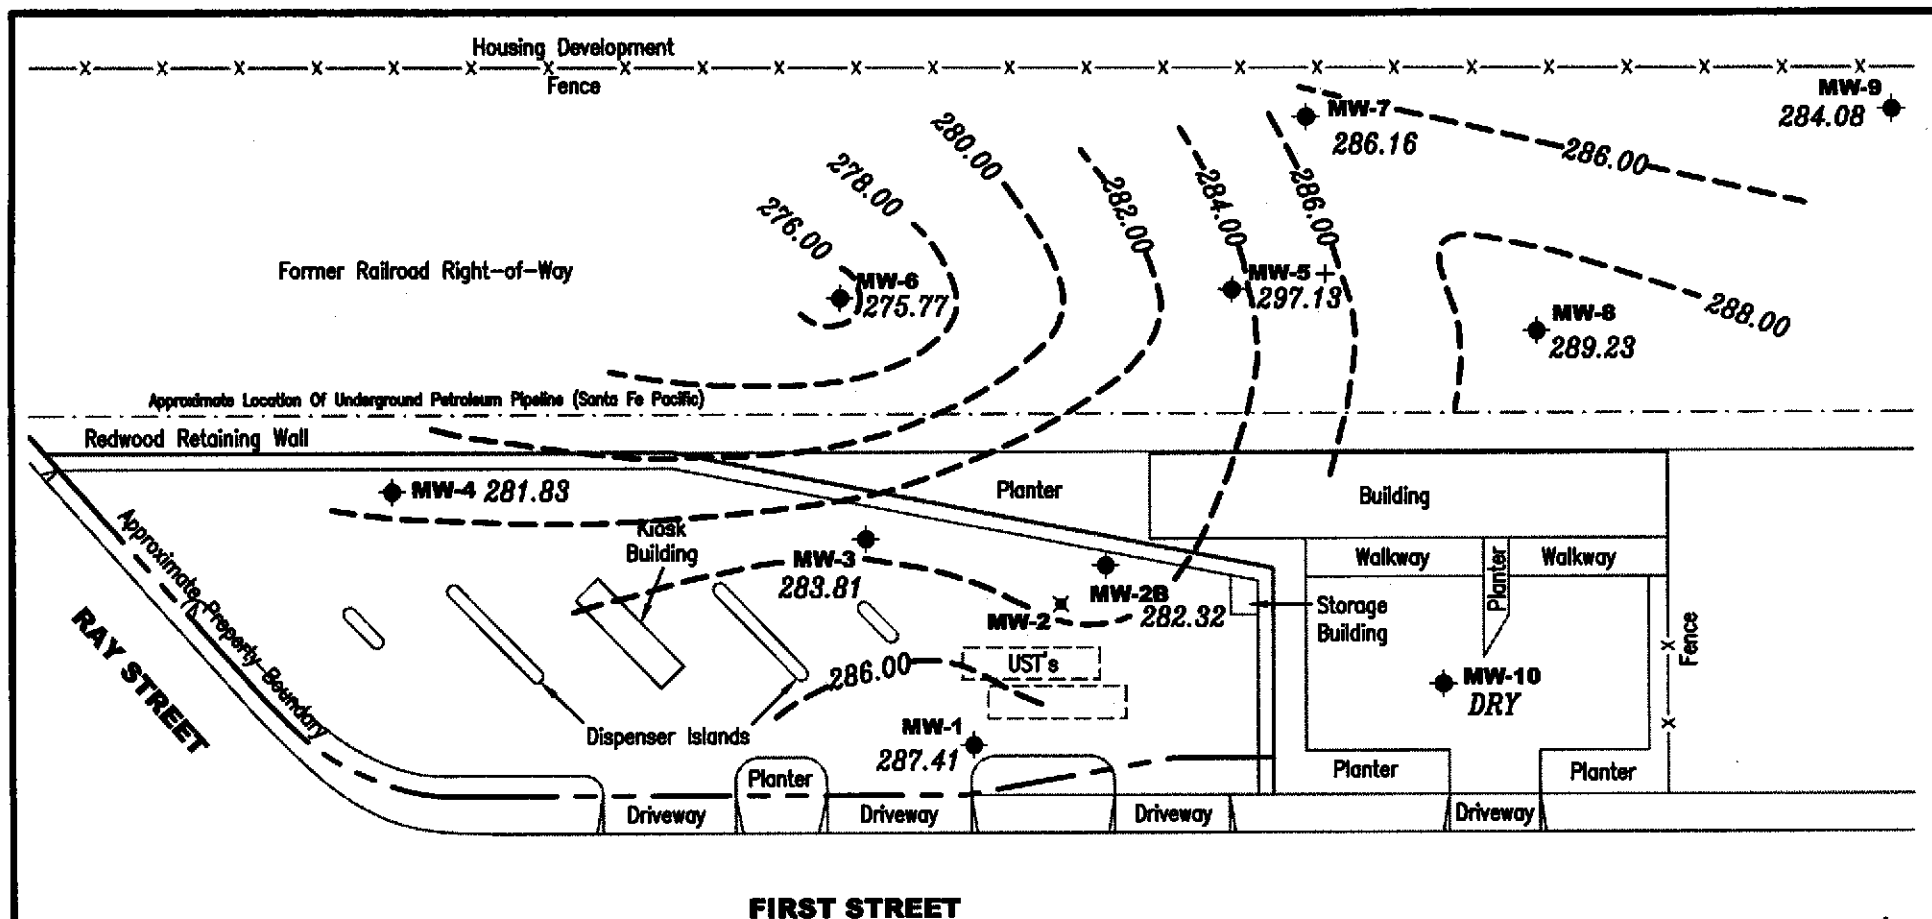 Housing Development
Fence
MW-9
284.08
MW-7
286.16
286.00
280.00
278.00
276.00
282.00
284.00
286.00
Former Railroad Right-of-Way
MW-6
275.77
MW-5 +
297.13
MW-8
289.23
288.00
Approximate Location Of Underground Petroleum Pipeline (Santa Fe Pacific)
Redwood Retaining Wall
MW-4 281.83
Planter
Building
Approximate Property Boundary
Kiosk
Building
MW-3
283.81
MW-2B
282.32
MW-2
Walkway
Planter
Walkway
Storage
Building
Fence
RAY STREET
UST's
286.00
MW-10
DRY
Dispenser Islands
MW-1
287.41
Planter
Planter
Planter
Driveway
Driveway
Driveway
Driveway
FIRST STREET